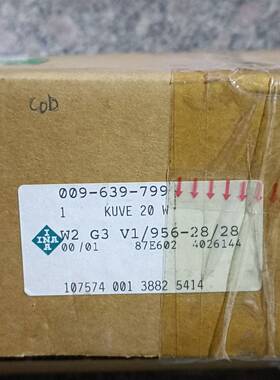 COD
009-639-799
1 KUVE 20 W
INA
W2 G3 V1/956-28/28
00/01 87E602 4026144
107574 001 3882 5414